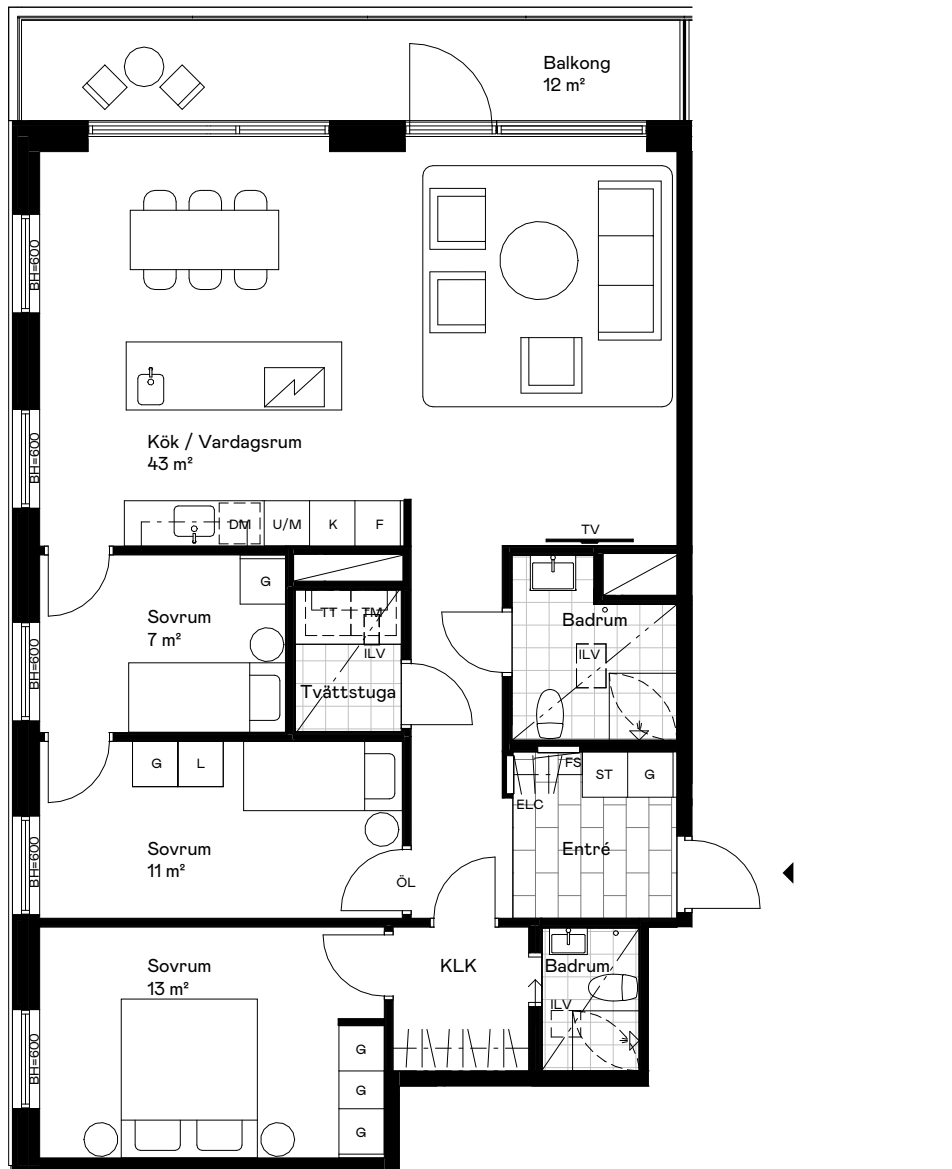 Balkong
12 m²
BH=600
BH=600
Kök / Vardagsrum
43 m²
DM
U/M
K
F
TV
G
Sovrum
7 m²
BH=600
TT
TM
ILV
Tvättstuga
Badrum
ILV
G
L
FS
ST
G
ELC
Sovrum
11 m²
BH=600
Entré
ÖL
Sovrum
13 m²
KLK
Badrum
ILV
BH=600
G
G
G